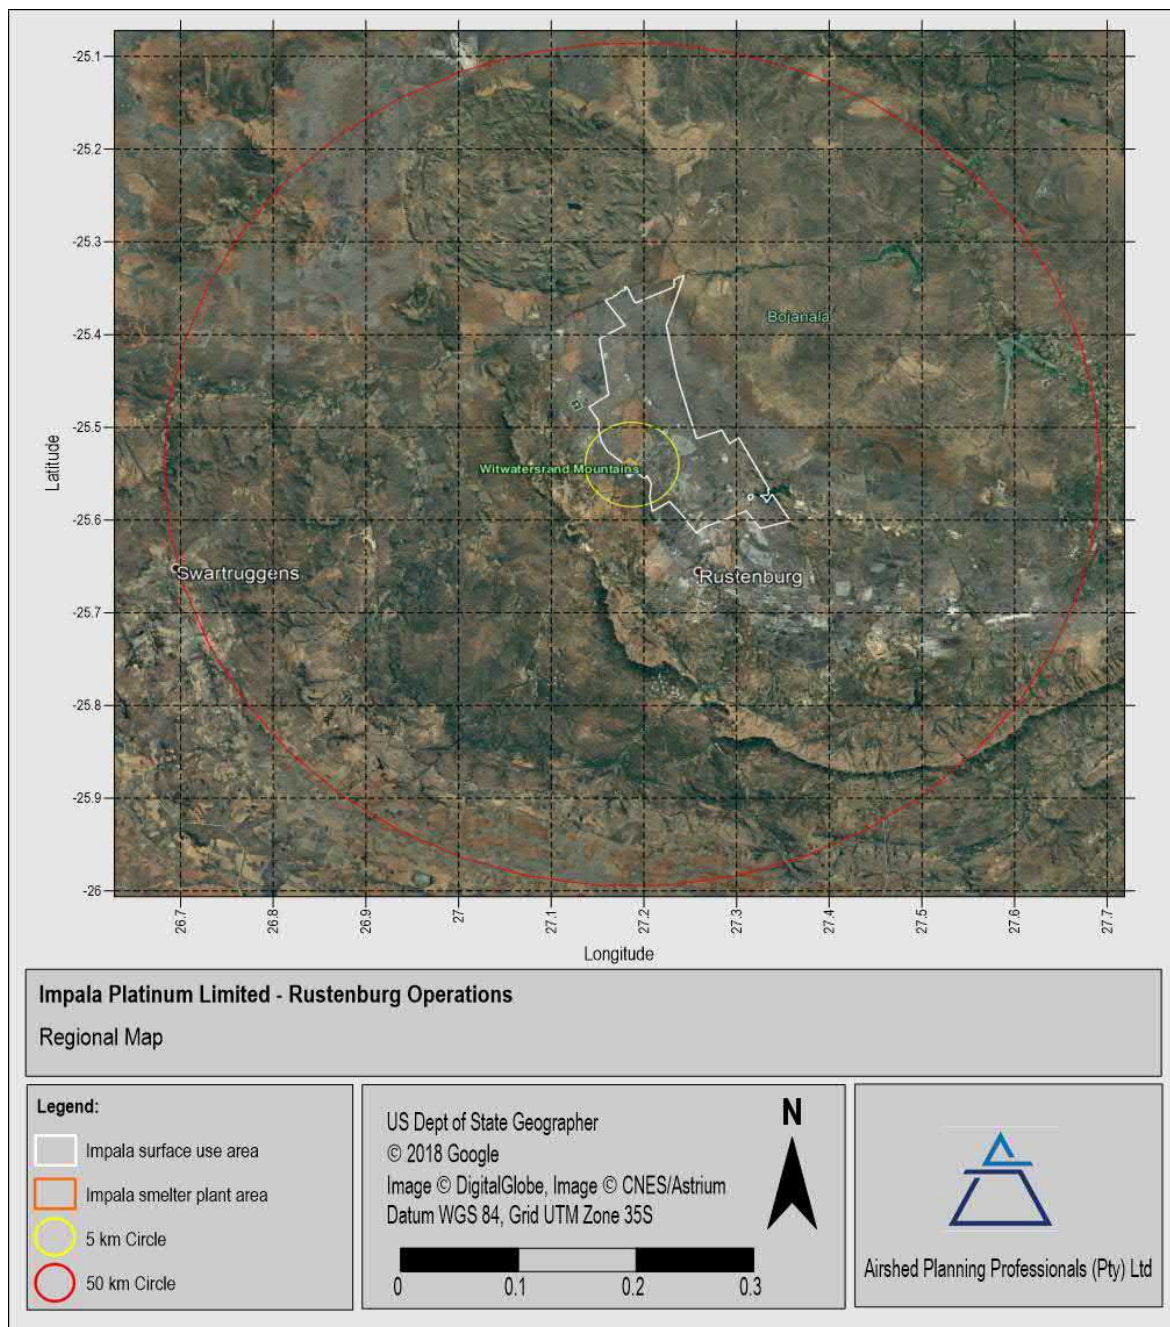 -25.1
-25.2
-25.3
-25.4
-25.5
-25.6
-25.7
-25.8
-25.9
-26
Latitude
Bojanala
Witwatersrand Mountains
Swartruggens
Rustenburg
26.7
26.8
26.9
27
27.1
27.2
27.3
27.4
27.5
27.6
27.7
Longitude
Impala Platinum Limited - Rustenburg Operations
Regional Map
Legend:
Impala surface use area
Impala smelter plant area
5 km Circle
50 km Circle
US Dept of State Geographer
© 2018 Google
Image © DigitalGlobe, Image © CNES/Astrium
Datum WGS 84, Grid UTM Zone 35S
0 0.1 0.2 0.3
N
Airshed Planning Professionals (Pty) Ltd